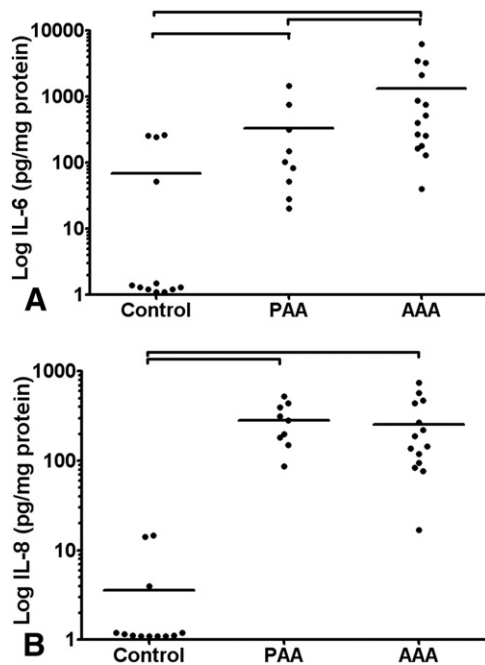 Log IL-6 (pg/mg protein)
10000
1000
100
10
1
A
Control PAA AAA
Log IL-8 (pg/mg protein)
1000
100
10
1
B
Control PAA AAA